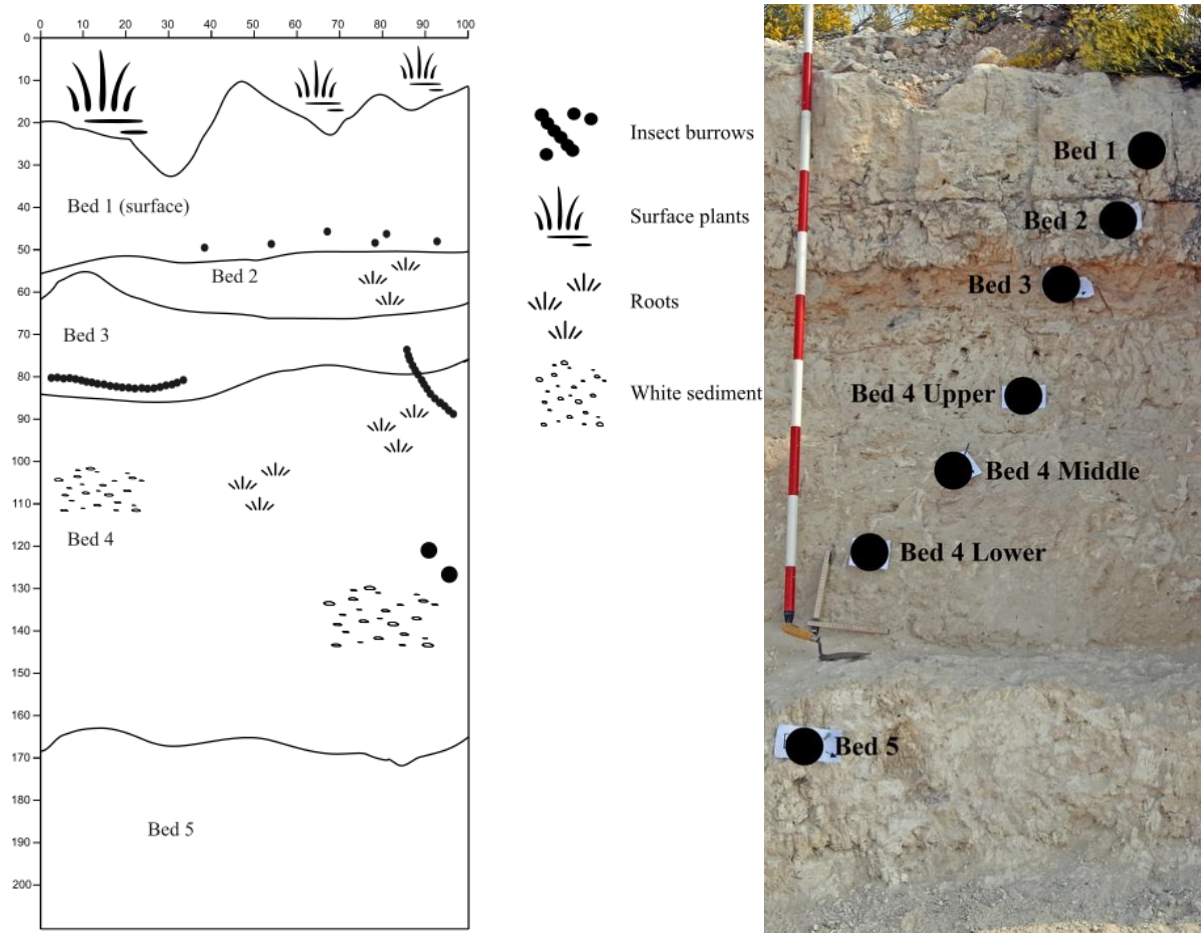 0 10 20 30 40 50 60 70 80 90 100
0
10
20
30
40
50
60
70
80
90
100
110
120
130
140
150
160
170
180
190
200
Bed 1 (surface)
Bed 2
Bed 3
Bed 4
Bed 5
Insect burrows
Surface plants
Roots
White sediment
Bed 1
Bed 2
Bed 3
Bed 4 Upper
Bed 4 Middle
Bed 4 Lower
Bed 5